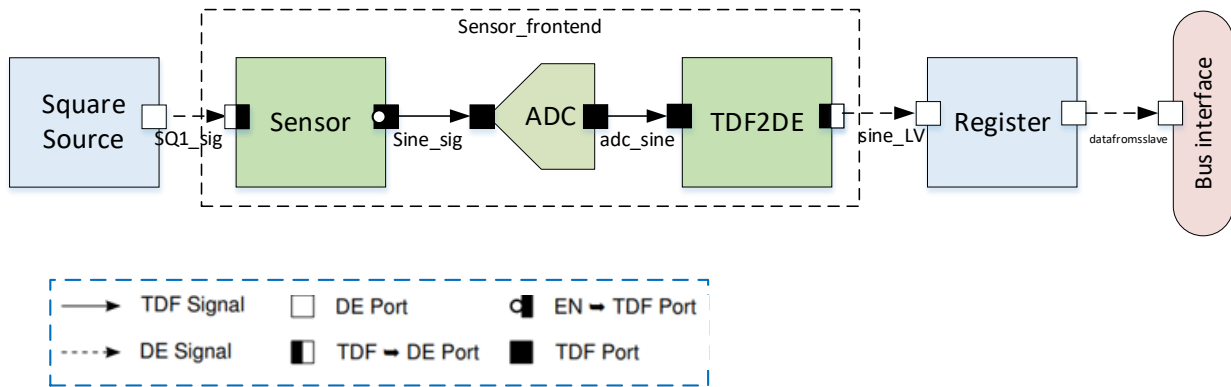 Sensor_frontend
Square
Source
SQ1_sig
Sensor
Sine_sig
ADC
adc_sine
TDF2DE
sine_LV
Register
datafromsslave
Bus interface
TDF Signal
DE Port
EN ➡ TDF Port
DE Signal
TDF ➡ DE Port
TDF Port